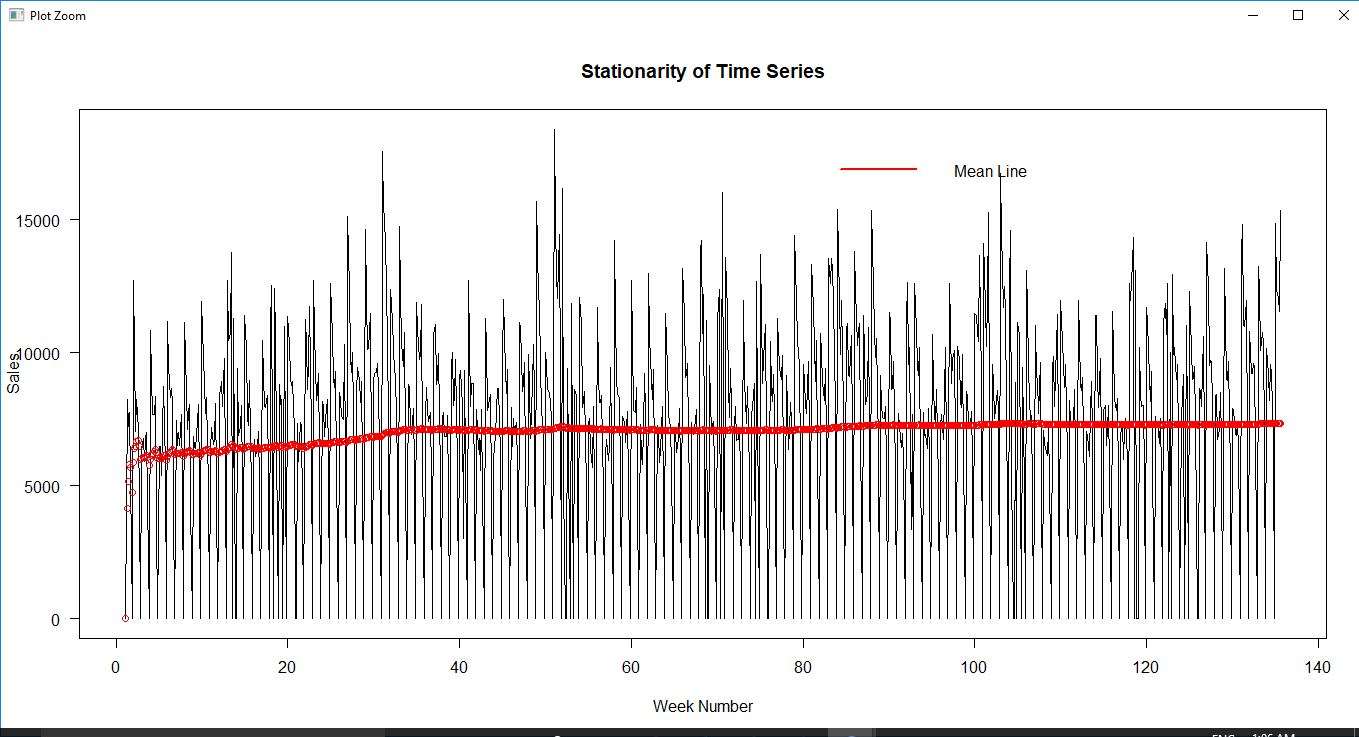 Plot Zoom
Stationarity of Time Series
Mean Line
15000
10000
5000
0
Sales
0 20 40 60 80 100 120 140
Week Number